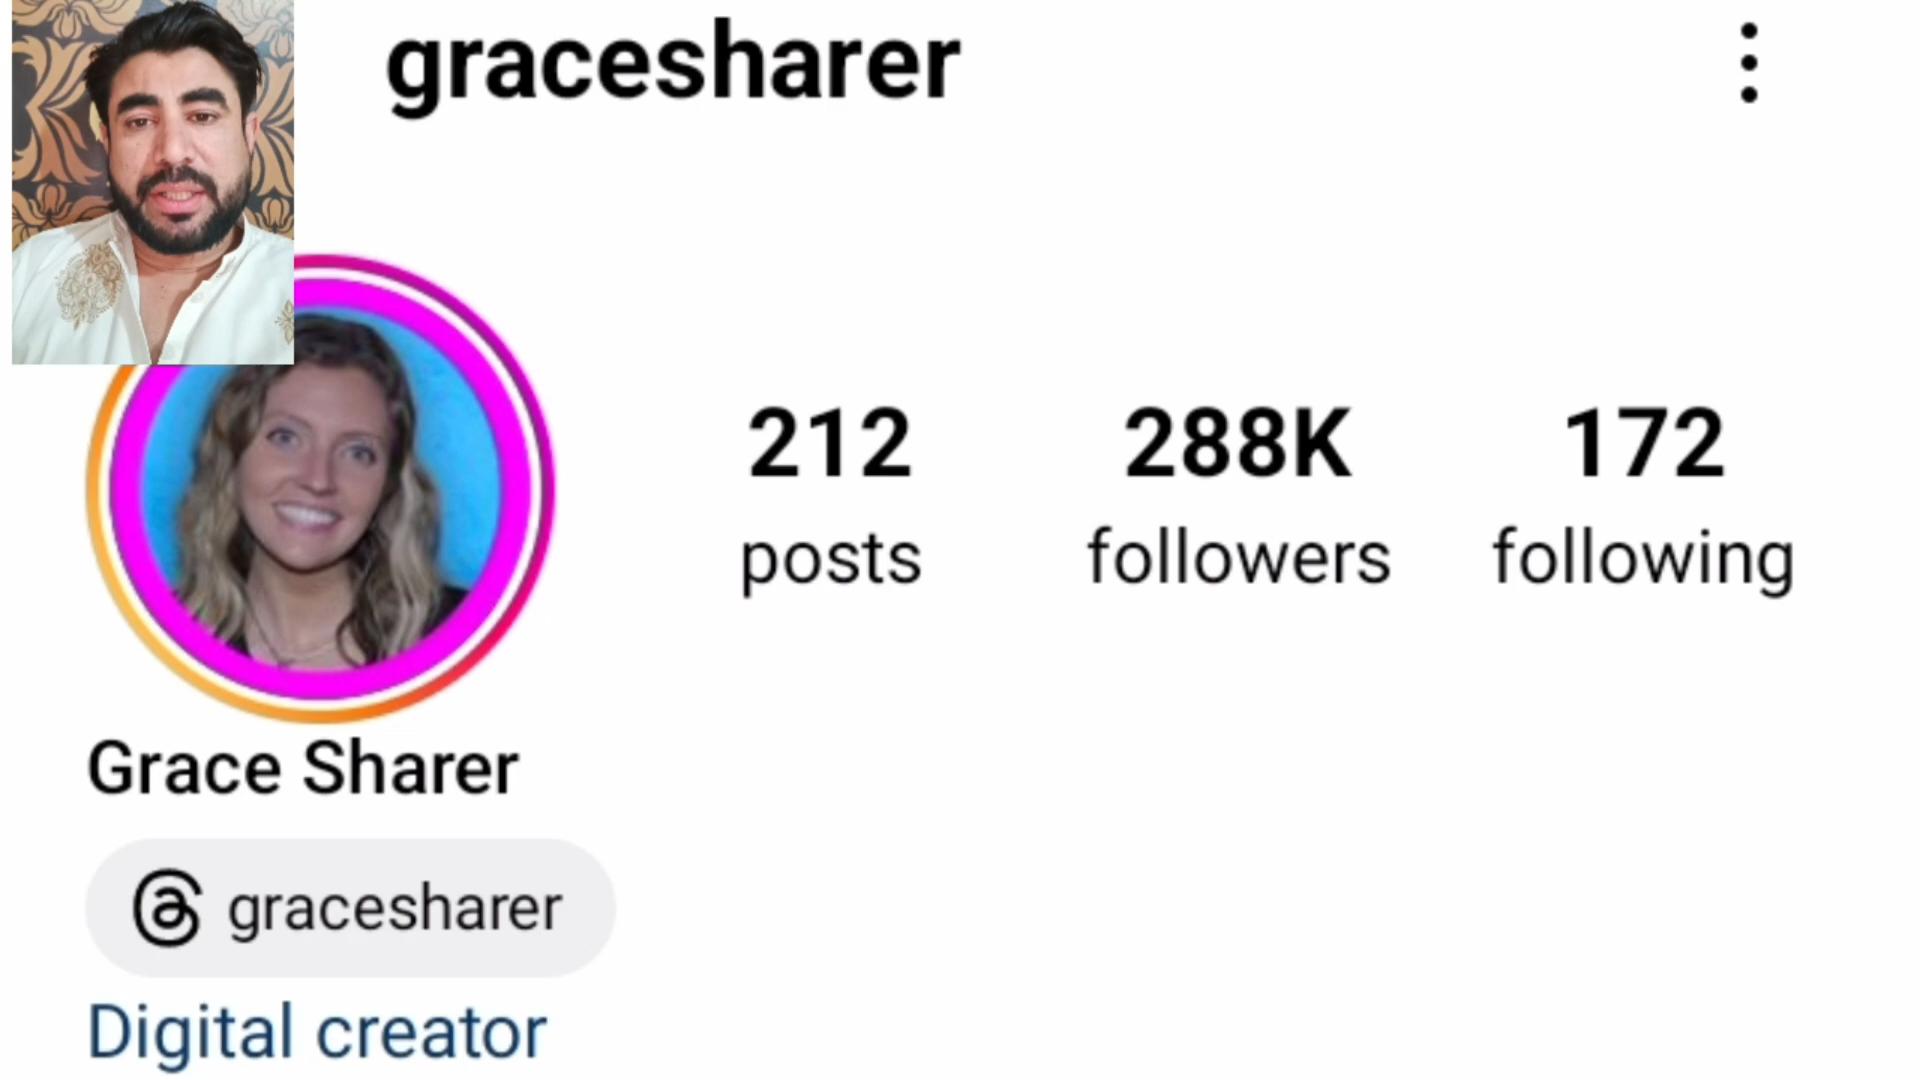 gracesharer
212 288K 172
posts followers following
Grace Sharer
gracesharer
Digital creator